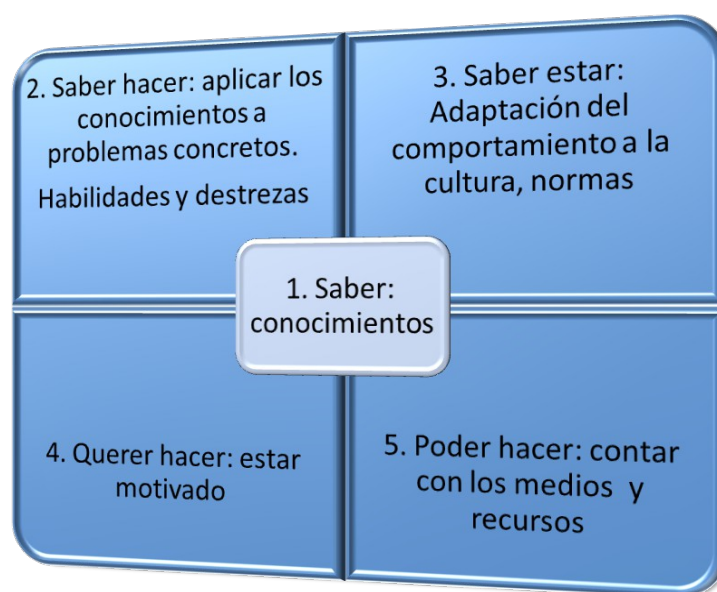 2. Saber hacer: aplicar los
conocimientos a
problemas concretos.
Habilidades y destrezas
3. Saber estar:
Adaptación del
comportamiento a la
cultura, normas
1. Saber:
conocimientos
4. Querer hacer: estar
motivado
5. Poder hacer: contar
con los medios y
recursos